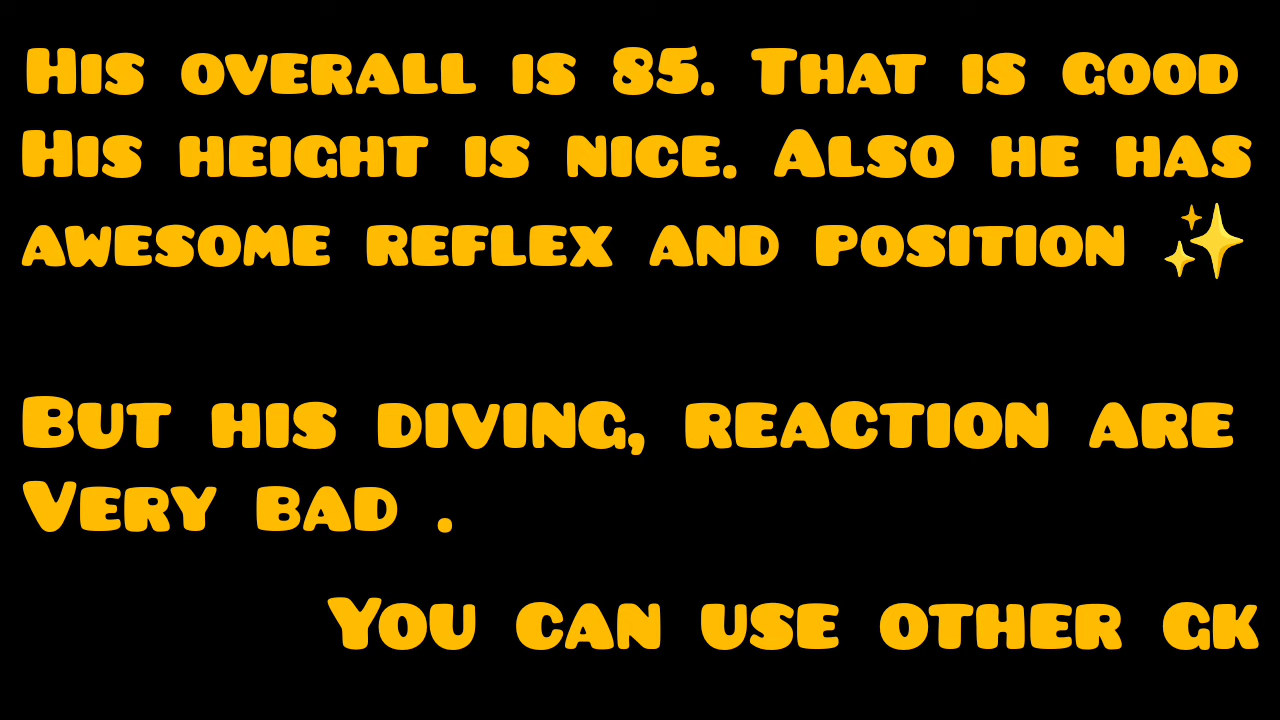 His overall is 85. That is good
His height is nice. Also he has
awesome reflex and position ✨
But his diving, reaction are
Very bad .
You can use other gk